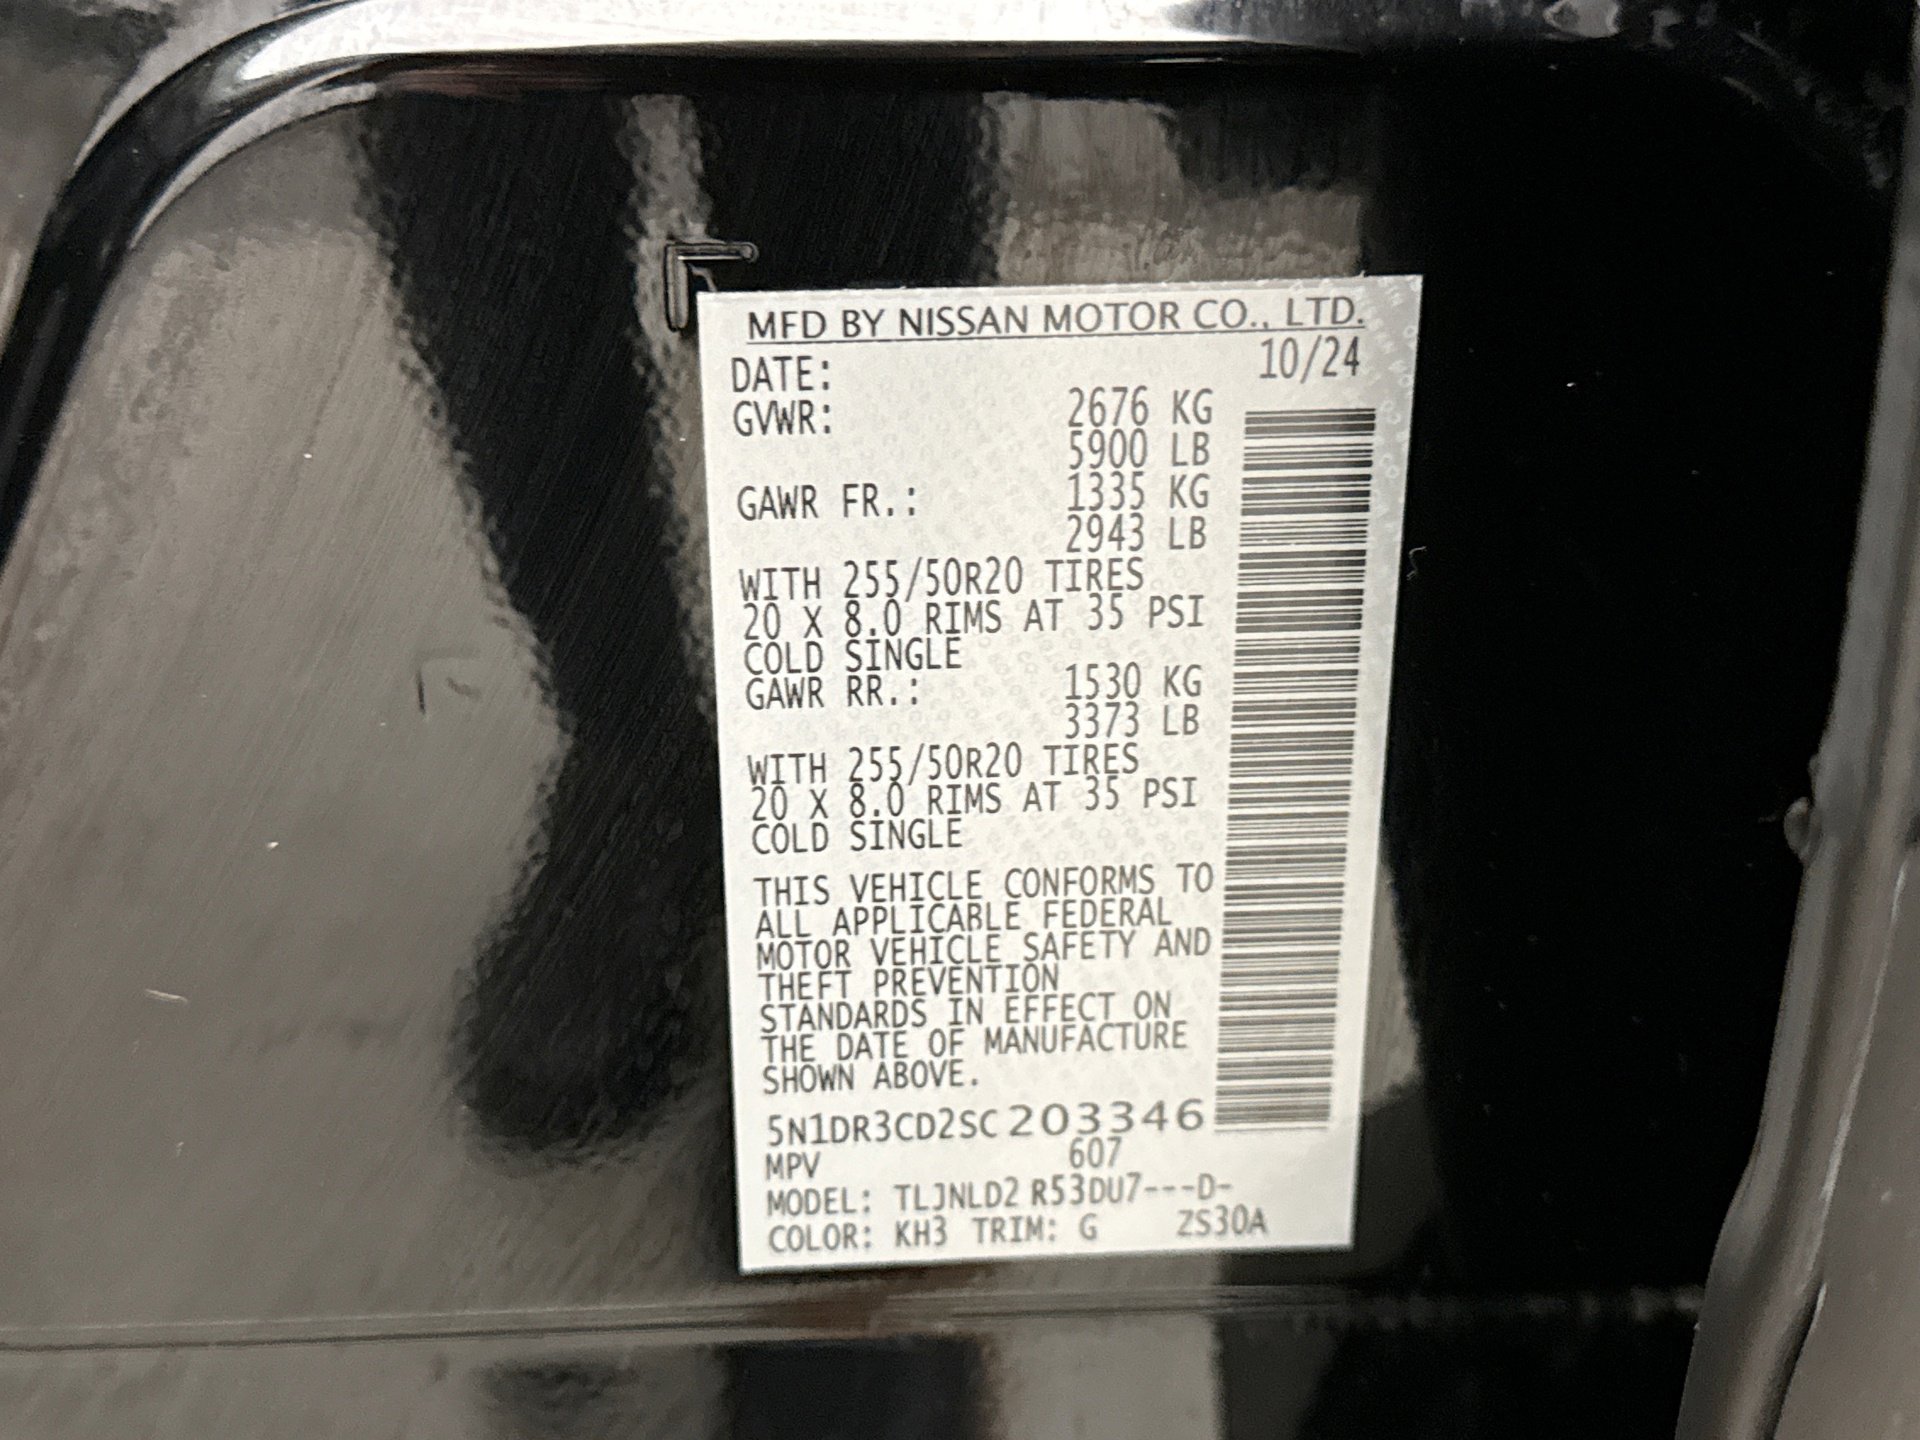 MFD BY NISSAN MOTOR CO., LTD.
DATE: 10/24
GVWR: 2676 KG
5900 LB
GAWR FR.: 1335 KG
2943 LB
WITH 255/50R20 TIRES
20 X 8.0 RIMS AT 35 PSI
COLD SINGLE
GAWR RR.: 1530 KG
3373 LB
WITH 255/50R20 TIRES
20 X 8.0 RIMS AT 35 PSI
COLD SINGLE
THIS VEHICLE CONFORMS TO
ALL APPLICABLE FEDERAL
MOTOR VEHICLE SAFETY AND
THEFT PREVENTION
STANDARDS IN EFFECT ON
THE DATE OF MANUFACTURE
SHOWN ABOVE.
5N1DR3CD2SC203346
MPV 607
MODEL: TLJNLD2 R53DU7---D-
COLOR: KH3 TRIM: G ZS30A